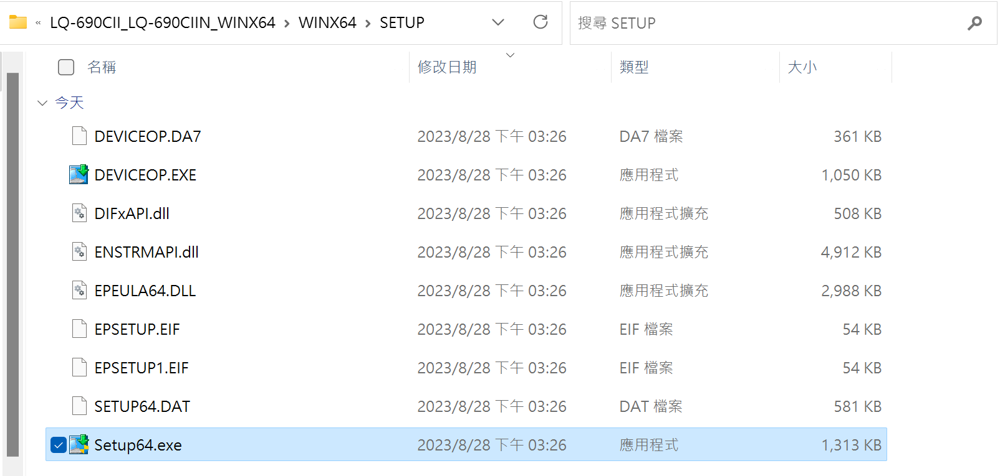 « LQ-690CII_LQ-690CIIN_WINX64 › WINX64 › SETUP
搜尋 SETUP
名稱 修改日期 類型 大小
今天
DEVICEOP.DA7 2023/8/28 下午 03:26 DA7 檔案 361 KB
DEVICEOP.EXE 2023/8/28 下午 03:26 應用程式 1,050 KB
DIFxAPI.dll 2023/8/28 下午 03:26 應用程式擴充 508 KB
ENSTRMAPI.dll 2023/8/28 下午 03:26 應用程式擴充 4,912 KB
EPEULA64.DLL 2023/8/28 下午 03:26 應用程式擴充 2,988 KB
EPSETUP.EIF 2023/8/28 下午 03:26 EIF 檔案 54 KB
EPSETUP1.EIF 2023/8/28 下午 03:26 EIF 檔案 54 KB
SETUP64.DAT 2023/8/28 下午 03:26 DAT 檔案 581 KB
Setup64.exe 2023/8/28 下午 03:26 應用程式 1,313 KB